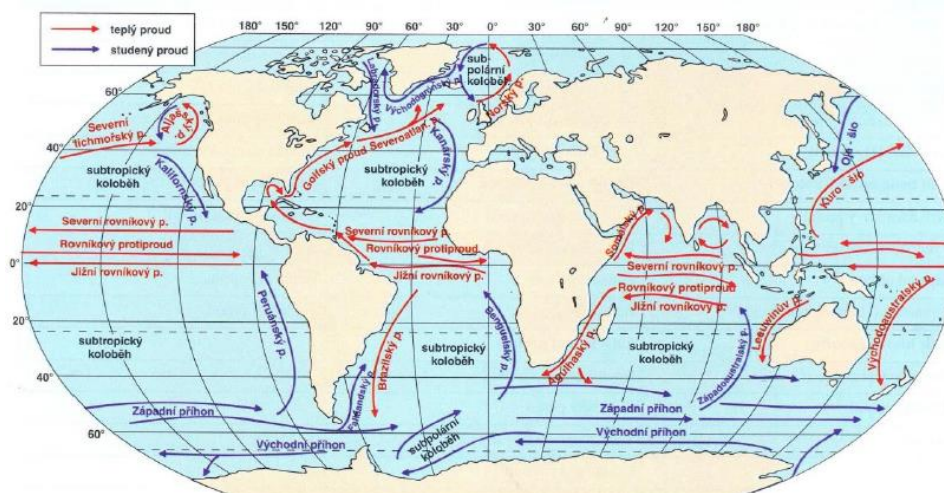 teplý proud
studený proud
180° 150° 120° 90° 60° 30° 0° 30° 60° 90° 120° 150° 180°
60°
40°
20°
0°
20°
40°
60°
Severní
tichmořský p.
Aljašský p.
Kalifornský p.
subtropický
koloběh
Labradorský p.
Východogrónský p.
sub-
polární
koloběh
Norský p.
Golfský proud Severoatlan. p.
subtropický
koloběh
Kanárský p.
Oja - šio
Kuro - šio
Severní rovníkový p.
Rovníkový protiproud
Jižní rovníkový p.
Severní rovníkový p.
Rovníkový protiproud
Jižní rovníkový p.
Somálský p.
Severní rovníkový p.
Rovníkový protiproud
Jižní rovníkový p.
Peruánský p.
subtropický
koloběh
Brazilský p.
subtropický
koloběh
Benguelský p.
Agulhaský p.
subtropický
koloběh
Západoaustralský p.
Leeuwinův p.
Východoaustralský p.
Falklandský p.
Západní příhon
Západní příhon
Východní příhon
Východní příhon
subpolární
koloběh